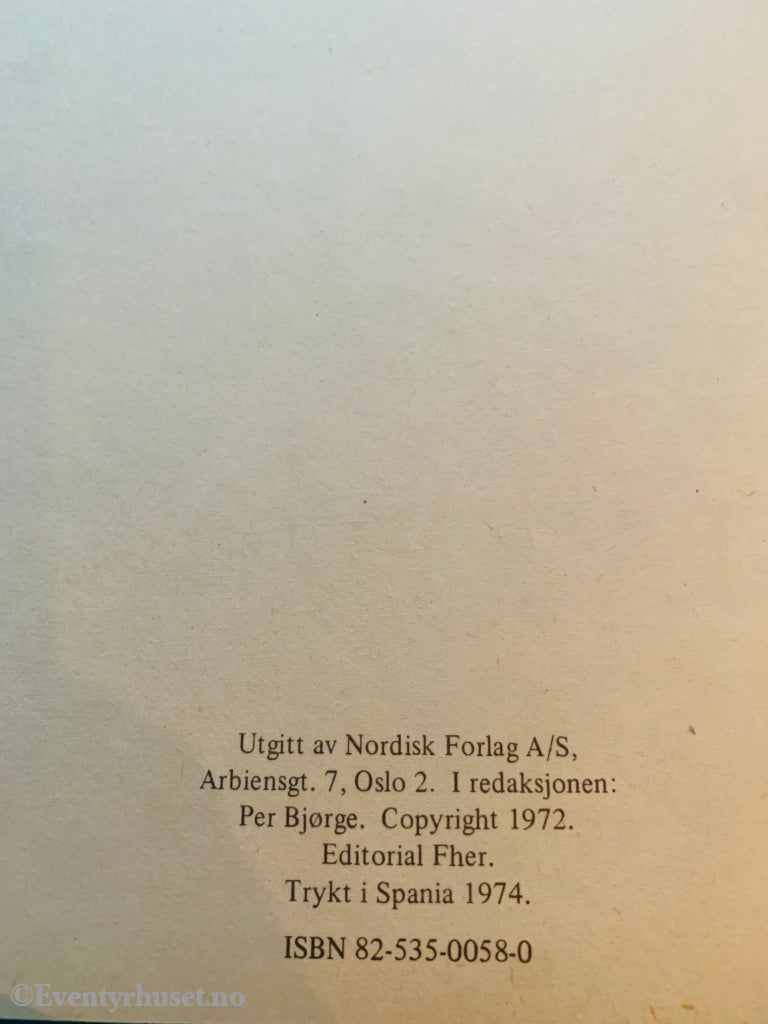 Utgitt av Nordisk Forlag A/S,
Arbiensgt. 7, Oslo 2. I redaksjonen:
Per Bjørge. Copyright 1972.
Editorial Fher.
Trykt i Spania 1974.
ISBN 82-535-0058-0
©Eventyrhuset.no